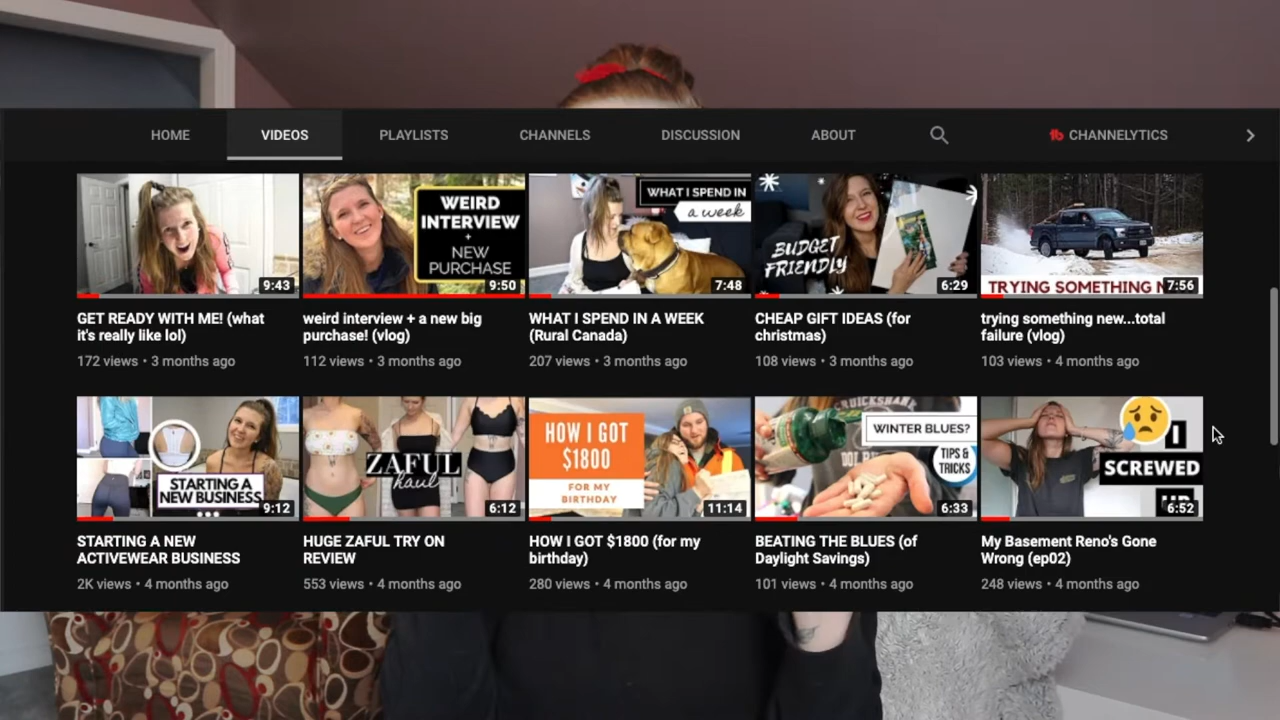 HOME VIDEOS PLAYLISTS CHANNELS DISCUSSION ABOUT CHANNELYTICS
WEIRD
INTERVIEW
+
NEW
PURCHASE
WHAT I SPEND IN
a week
BUDGET
FRIENDLY
TRYING SOMETHING N
9:43
9:50
7:48
6:29
7:56
GET READY WITH ME! (what
it's really like lol)
172 views • 3 months ago
weird interview + a new big
purchase! (vlog)
112 views • 3 months ago
WHAT I SPEND IN A WEEK
(Rural Canada)
207 views • 3 months ago
CHEAP GIFT IDEAS (for
christmas)
108 views • 3 months ago
trying something new...total
failure (vlog)
103 views • 4 months ago
STARTING A
NEW BUSINESS
9:12
ZAFUL
haul
6:12
HOW I GOT
$1800
FOR MY
BIRTHDAY
11:14
WINTER BLUES?
TIPS &
TRICKS
6:33
I
SCREWED
UP
6:52
STARTING A NEW
ACTIVEWEAR BUSINESS
2K views • 4 months ago
HUGE ZAFUL TRY ON
REVIEW
553 views • 4 months ago
HOW I GOT $1800 (for my
birthday)
280 views • 4 months ago
BEATING THE BLUES (of
Daylight Savings)
101 views • 4 months ago
My Basement Reno's Gone
Wrong (ep02)
248 views • 4 months ago